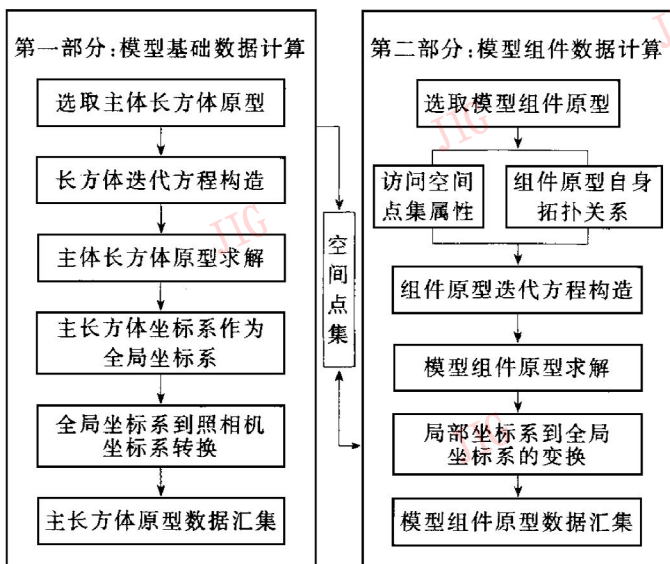 第一部分:模型基础数据计算
选取主体长方体原型
长方体迭代方程构造
主体长方体原型求解
主长方体坐标系作为
全局坐标系
全局坐标系到照相机
坐标系转换
主长方体原型数据汇集
空间点集
第二部分:模型组件数据计算
选取模型组件原型
访问空间
点集属性
组件原型自身
拓扑关系
组件原型迭代方程构造
模型组件原型求解
局部坐标系到全局
坐标系的变换
模型组件原型数据汇集
JIG
JIG
JIG
J